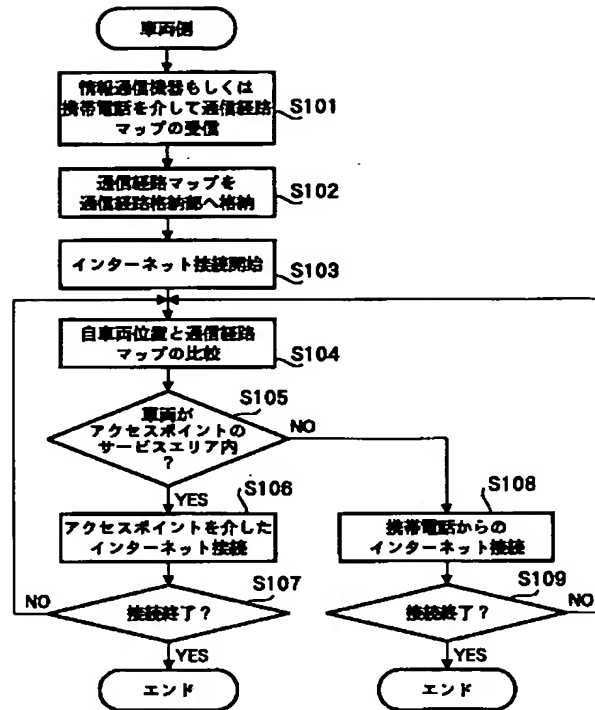 車両側
情報通信機器もしくは
携帯電話を介して通信経路
マップの受信
S101
通信経路マップを
通信経路格納部へ格納
S102
インターネット接続開始
S103
自車両位置と通信経路
マップの比較
S104
車両が
アクセスポイントの
サービスエリア内
?
S105
NO
YES
S106
アクセスポイントを介した
インターネット接続
S108
携帯電話からの
インターネット接続
S107
接続終了?
NO
YES
エンド
S109
接続終了?
NO
YES
エンド